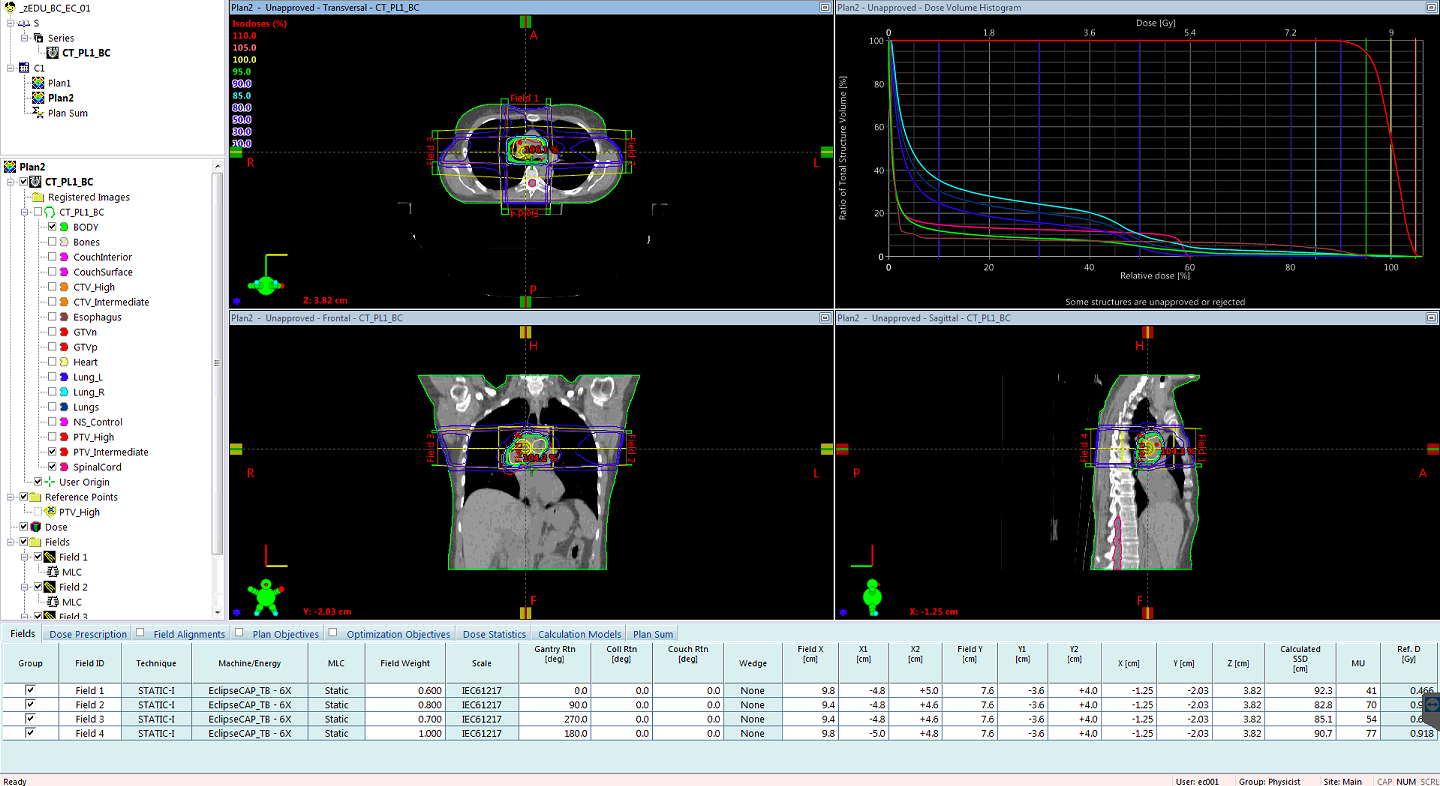 _zEDU_BC_EC_01
S
Series
CT_PL1_BC
C1
Plan1
Plan2
Plan Sum
Plan2
CT_PL1_BC
Registered Images
CT_PL1_BC
BODY
Bones
CouchInterior
CouchSurface
CTV_High
CTV_Intermediate
Esophagus
GTVn
GTVp
Heart
Lung_L
Lung_R
Lungs
NS_Control
PTV_High
PTV_Intermediate
SpinalCord
User Origin
Reference Points
PTV_High
Dose
Fields
Field 1
MLC
Field 2
MLC
Field 3
Plan2 - Unapproved - Transversal - CT_PL1_BC
Isodoses (%)
110.0
105.0
100.0
95.0
90.0
85.0
80.0
50.0
30.0
10.0
A
Field 1
Field 3
Field 2
Field 4
R
L
P
Z: 3.82 cm
Plan2 - Unapproved - Dose Volume Histogram
Dose [Gy]
0 1.8 3.6 5.4 7.2 9
Ratio of Total Structure Volume [%]
100
80
60
40
20
0
0 20 40 60 80 100
Relative dose [%]
Some structures are unapproved or rejected
Plan2 - Unapproved - Frontal - CT_PL1_BC
H
Field 3
Field 2
R
L
F
Y: -2.03 cm
Plan2 - Unapproved - Sagittal - CT_PL1_BC
H
Field 4
Field 1
104.1 %
P
A
F
X: -1.25 cm
Fields Dose Prescription Field Alignments Plan Objectives Optimization Objectives Dose Statistics Calculation Models Plan Sum
Group Field ID Technique Machine/Energy MLC Field Weight Scale Gantry Rtn [deg] Coll Rtn [deg] Couch Rtn [deg] Wedge Field X [cm] X1 [cm] X2 [cm] Field Y [cm] Y1 [cm] Y2 [cm] X [cm] Y [cm] Z [cm] Calculated SSD [cm] MU Ref. D [Gy]
Field 1 STATIC-I EclipseCAP_TB - 6X Static 0.600 IEC61217 0.0 0.0 0.0 None 9.8 -4.8 +5.0 7.6 -3.6 +4.0 -1.25 -2.03 3.82 92.3 41 0.466
Field 2 STATIC-I EclipseCAP_TB - 6X Static 0.800 IEC61217 90.0 0.0 0.0 None 9.4 -4.8 +4.6 7.6 -3.6 +4.0 -1.25 -2.03 3.82 82.8 70
Field 3 STATIC-I EclipseCAP_TB - 6X Static 0.700 IEC61217 270.0 0.0 0.0 None 9.4 -4.8 +4.6 7.6 -3.6 +4.0 -1.25 -2.03 3.82 85.1 54
Field 4 STATIC-I EclipseCAP_TB - 6X Static 1.000 IEC61217 180.0 0.0 0.0 None 9.8 -5.0 +4.8 7.6 -3.6 +4.0 -1.25 -2.03 3.82 90.7 77 0.918
Ready
User: ec001 Group: Physicist Site: Main CAP NUM SCRL